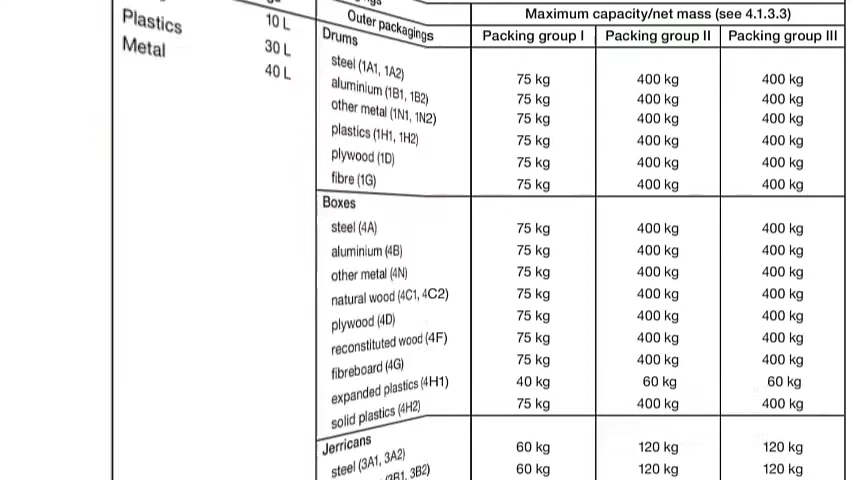 Maximum capacity/net mass (see 4.1.3.3)
Outer packagings Packing group I Packing group II Packing group III
Plastics 10 L
Metal 30 L
40 L
Drums
steel (1A1, 1A2) 75 kg 400 kg 400 kg
aluminium (1B1, 1B2) 75 kg 400 kg 400 kg
other metal (1N1, 1N2) 75 kg 400 kg 400 kg
plastics (1H1, 1H2) 75 kg 400 kg 400 kg
plywood (1D) 75 kg 400 kg 400 kg
fibre (1G) 75 kg 400 kg 400 kg
Boxes
steel (4A) 75 kg 400 kg 400 kg
aluminium (4B) 75 kg 400 kg 400 kg
other metal (4N) 75 kg 400 kg 400 kg
natural wood (4C1, 4C2) 75 kg 400 kg 400 kg
plywood (4D) 75 kg 400 kg 400 kg
reconstituted wood (4F) 75 kg 400 kg 400 kg
fibreboard (4G) 75 kg 400 kg 400 kg
expanded plastics (4H1) 40 kg 60 kg 60 kg
solid plastics (4H2) 75 kg 400 kg 400 kg
Jerricans
steel (3A1, 3A2) 60 kg 120 kg 120 kg
3B2) 60 kg 120 kg 120 kg